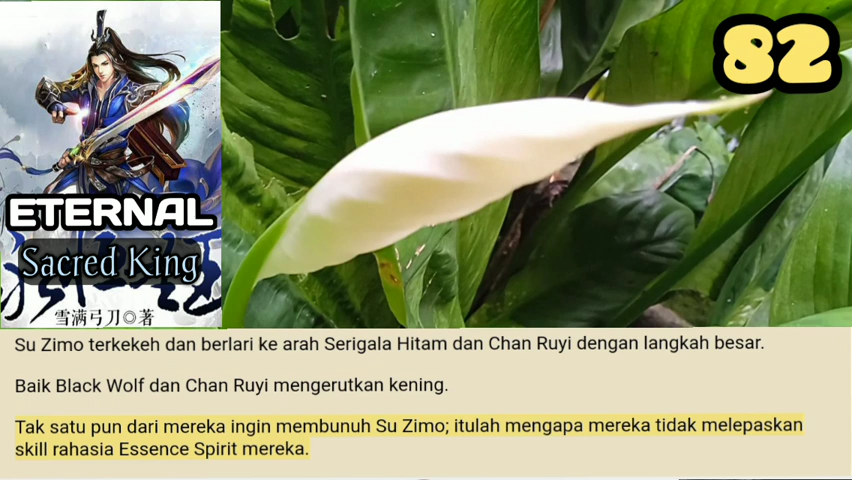 82
ETERNAL
Sacred King
雪满弓刀◎著
Su Zimo terkekeh dan berlari ke arah Serigala Hitam dan Chan Ruyi dengan langkah besar.
Baik Black Wolf dan Chan Ruyi mengerutkan kening.
Tak satu pun dari mereka ingin membunuh Su Zimo; itulah mengapa mereka tidak melepaskan
skill rahasia Essence Spirit mereka.